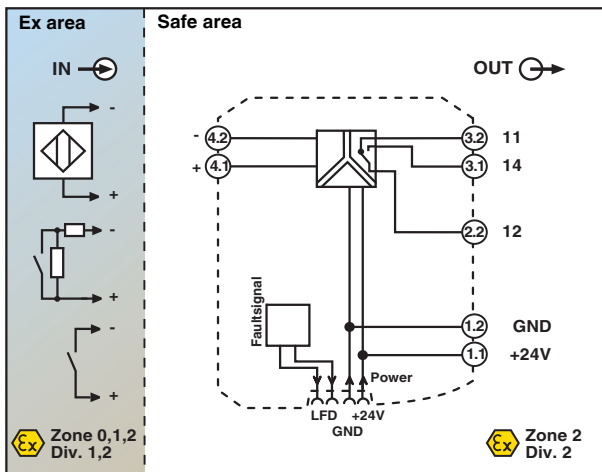 Ex area
Safe area
IN
OUT
-
+
-
+
-
+
- 4.2
+ 4.1
3.2 11
3.1 14
2.2 12
1.2 GND
1.1 +24V
Faultsignal
Power
LFD +24V
GND
Ex Zone 0,1,2
Div. 1,2
Ex Zone 2
Div. 2